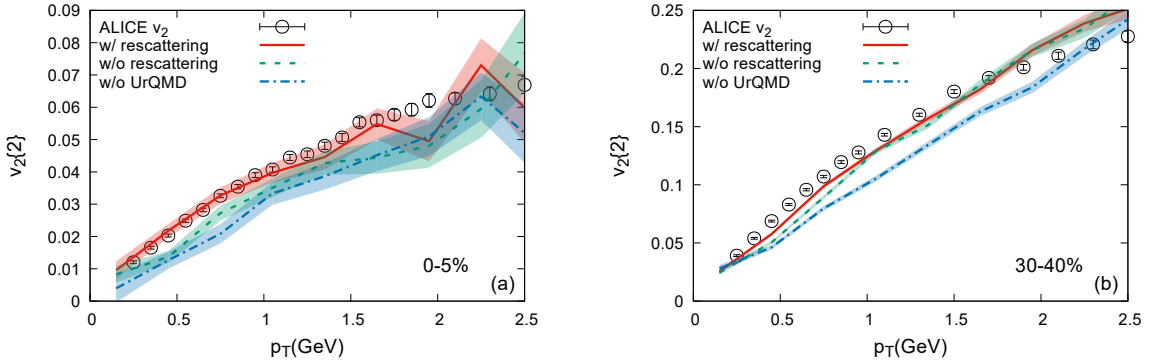 0.09
0.08
0.07
0.06
0.05
0.04
0.03
0.02
0.01
0
v2{2}
ALICE v2
w/ rescattering
w/o rescattering
w/o UrQMD
0-5%
(a)
0 0.5 1 1.5 2 2.5
pT(GeV)
0.25
0.2
0.15
0.1
0.05
0
v2{2}
ALICE v2
w/ rescattering
w/o rescattering
w/o UrQMD
30-40%
(b)
0 0.5 1 1.5 2 2.5
pT(GeV)